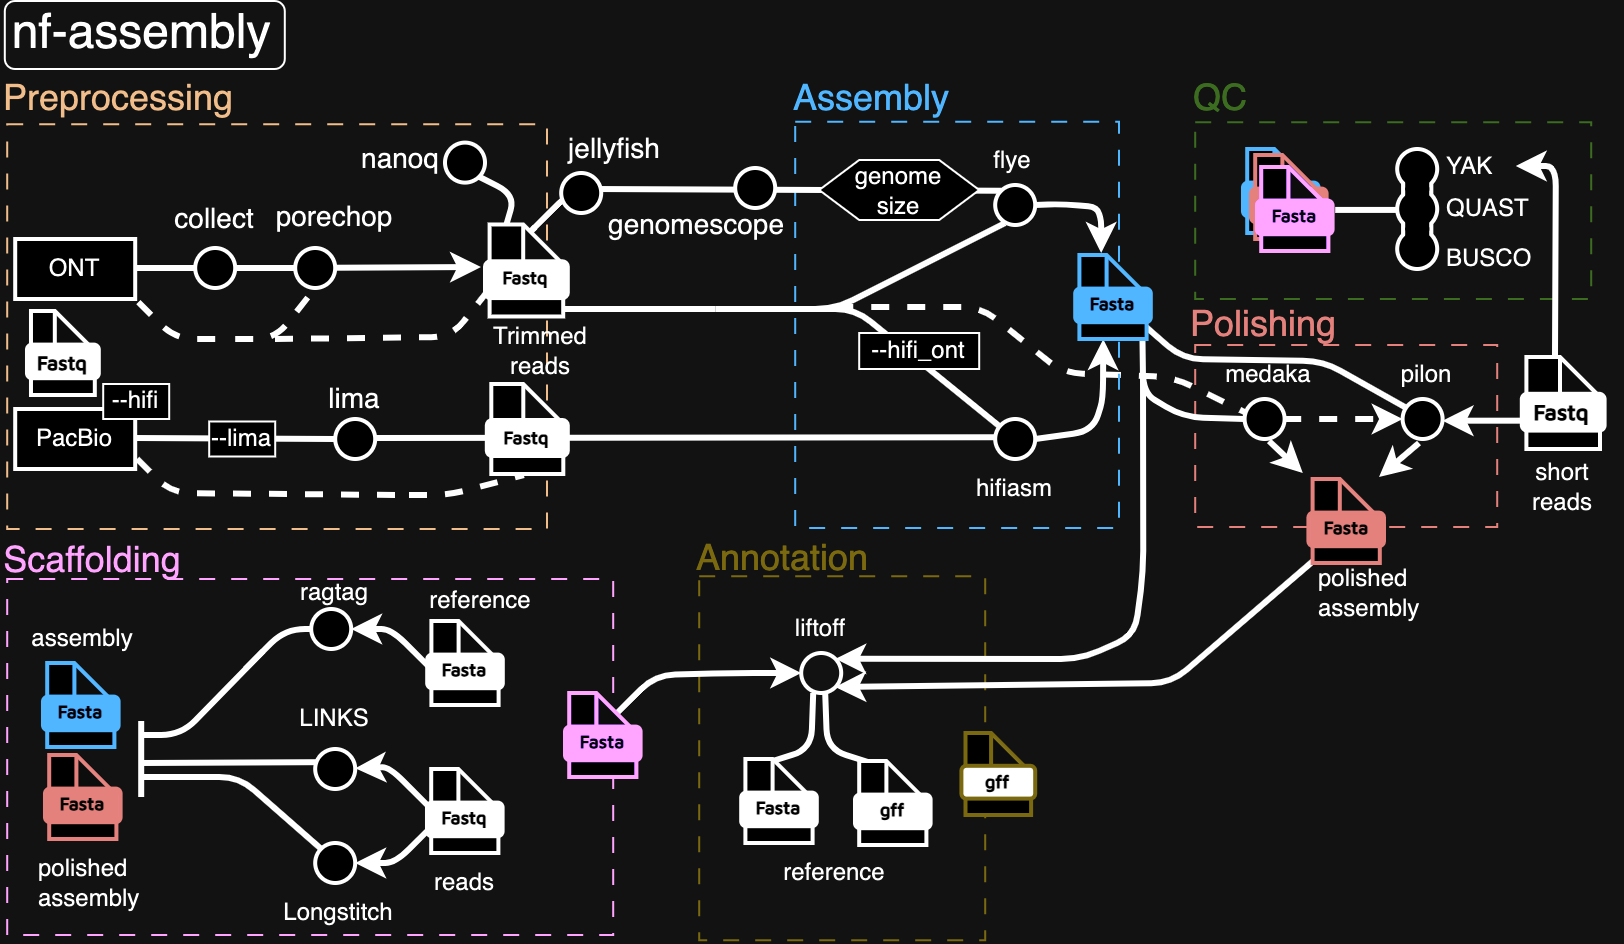 nf-assembly
Preprocessing
nanoq
collect
porechop
ONT
Fastq
Trimmed
reads
Fastq
--hifi
PacBio
--lima
lima
Fastq
jellyfish
genomescope
Assembly
genome
size
flye
--hifi_ont
hifiasm
Fasta
QC
Fasta
YAK
QUAST
BUSCO
Polishing
medaka
pilon
Fastq
short
reads
Fasta
polished
assembly
Scaffolding
assembly
Fasta
Fasta
polished
assembly
ragtag
reference
Fasta
LINKS
Fastq
reads
Longstitch
Fasta
Annotation
liftoff
Fasta
gff
reference
gff